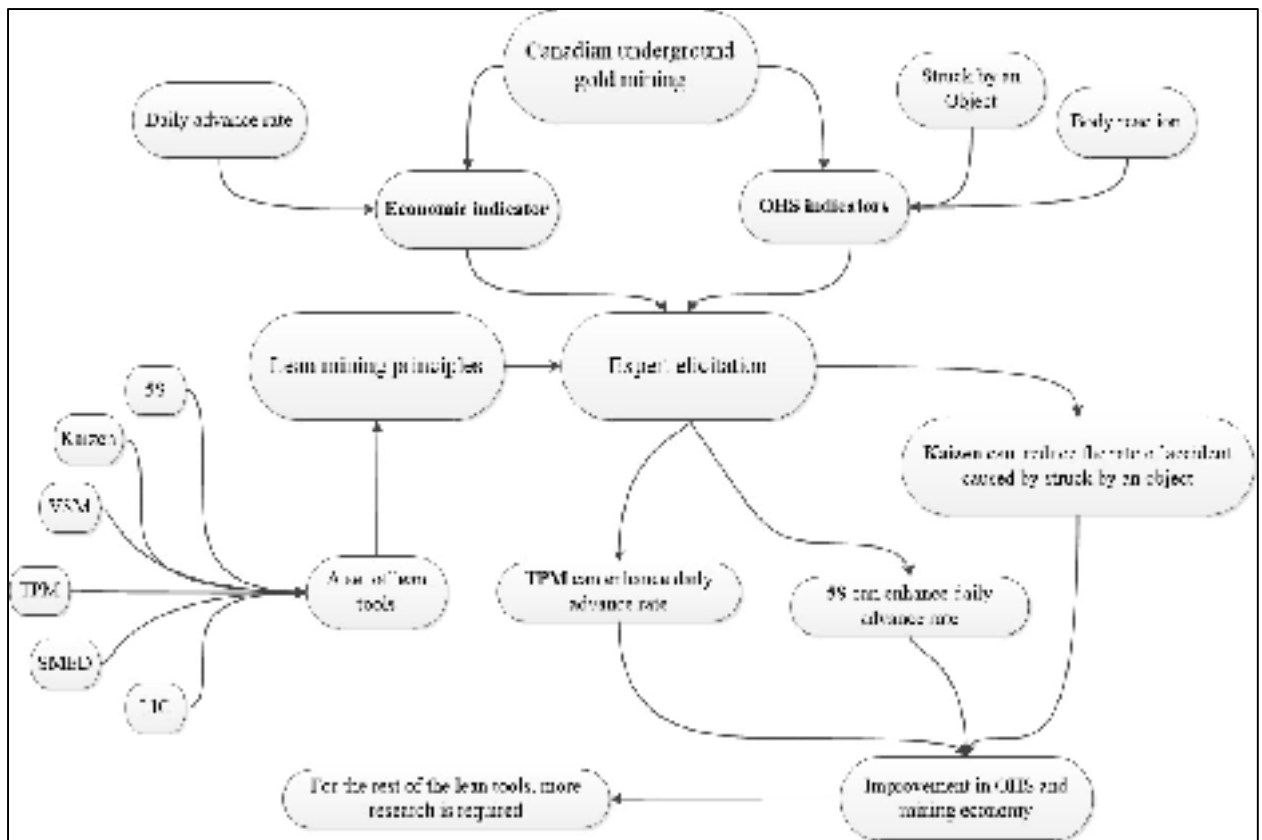 Canadian underground
gold mining
Struck by an
Object
Daily advance rate
Body reaction
Economic indicator
OHS indicators
Lean mining principles
Expert elicitation
5S
Kaizen
Kaizen can reduce the rate of accident
caused by struck by an object
VSM
TPM
A set of lean
tools
TPM can enhance daily
advance rate
5S can enhance daily
advance rate
SMED
For the rest of the lean tools, more
research is required
Improvement in OHS and
mining economy